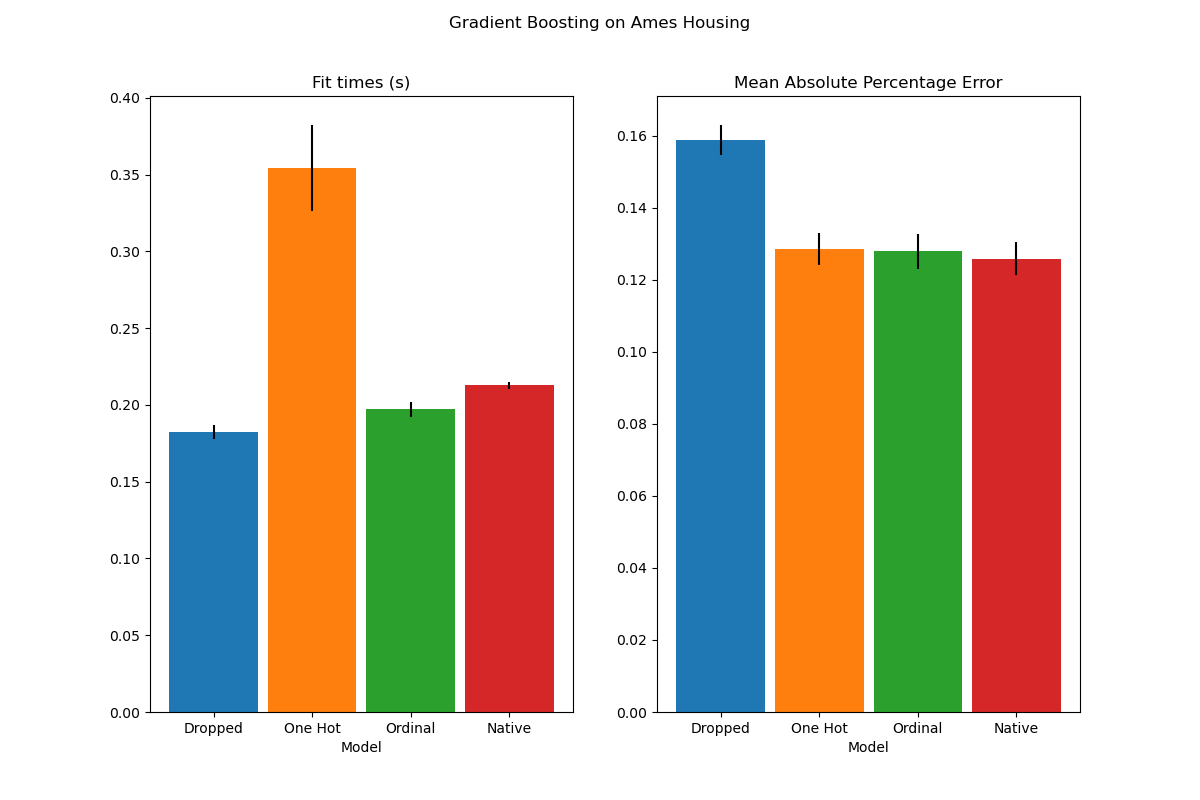 Gradient Boosting on Ames Housing
Fit times (s)
0.40
0.35
0.30
0.25
0.20
0.15
0.10
0.05
0.00
Dropped One Hot Ordinal Native
Model
Mean Absolute Percentage Error
0.16
0.14
0.12
0.10
0.08
0.06
0.04
0.02
0.00
Dropped One Hot Ordinal Native
Model